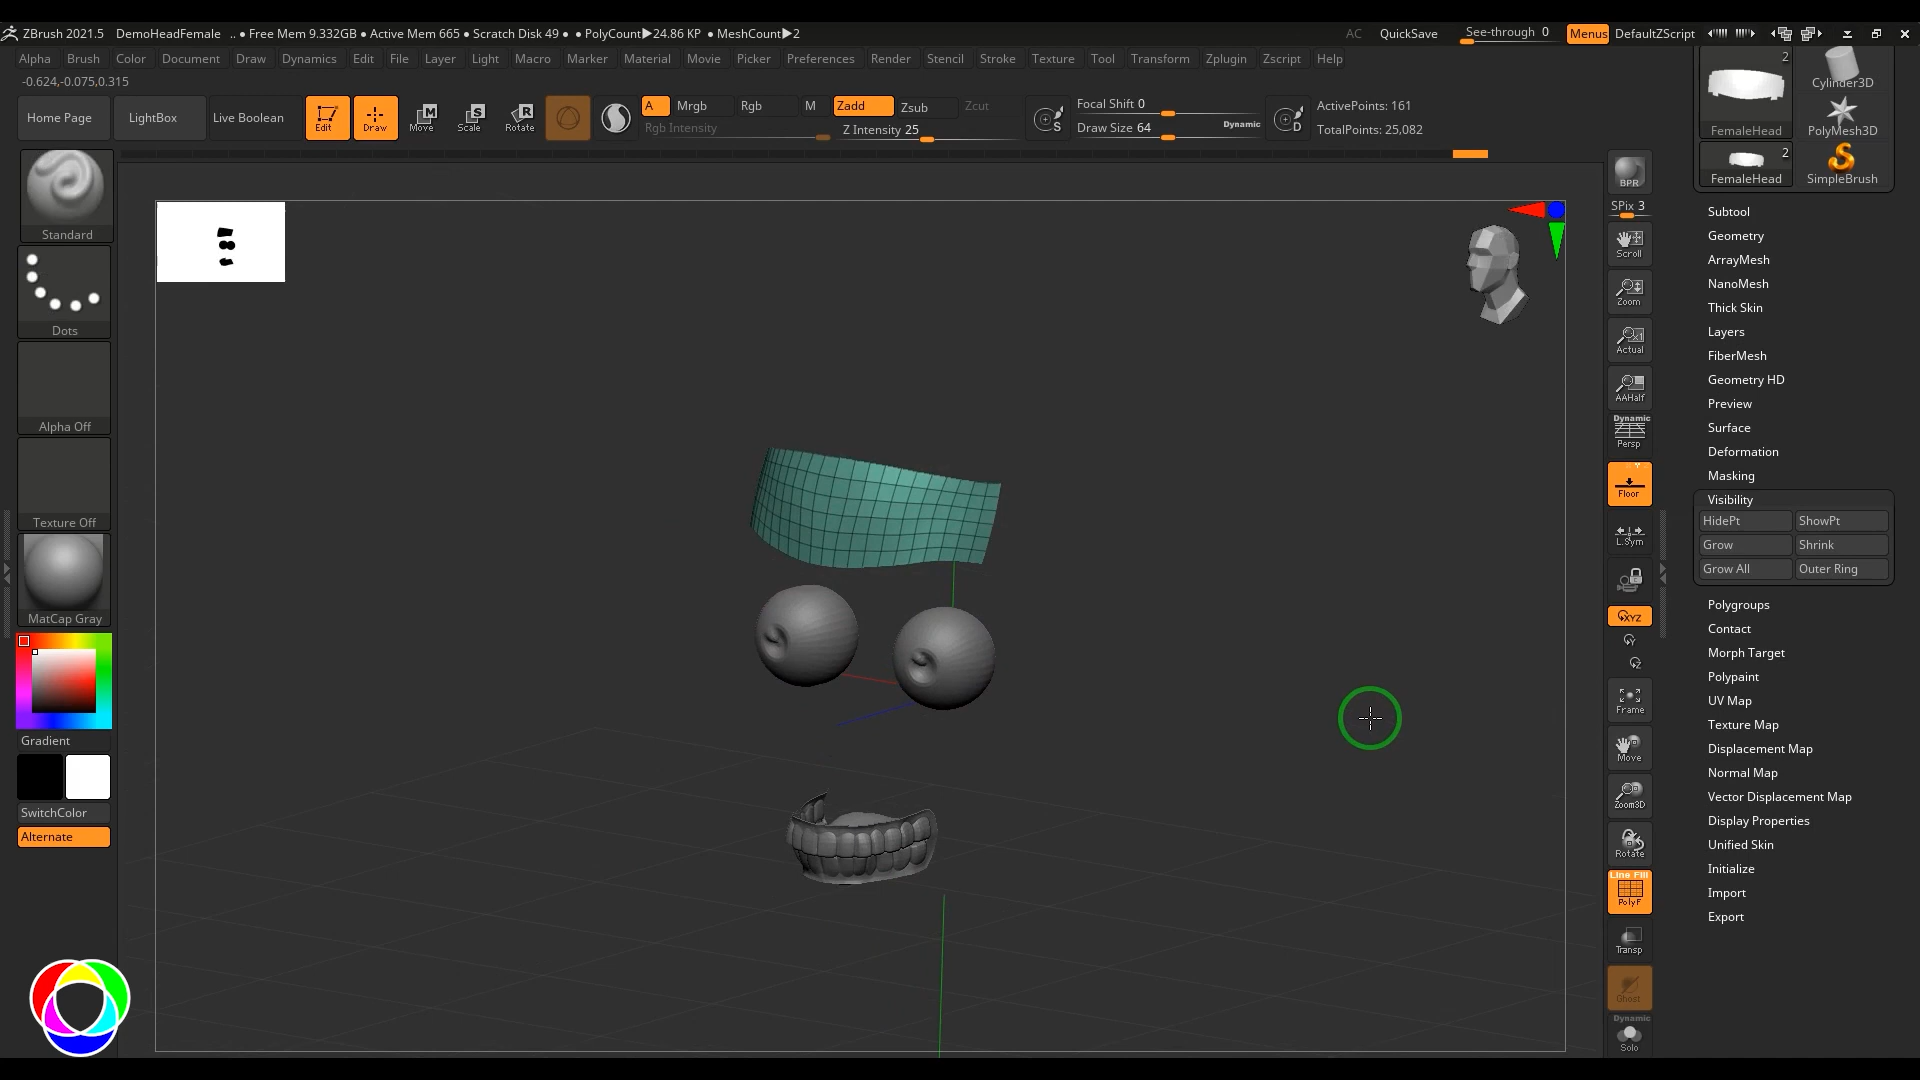 ZBrush 2021.5 DemoHeadFemale .. ● Free Mem 9.332GB ● Active Mem 665 ● Scratch Disk 49 ● ● PolyCount▶24.86 KP ● MeshCount▶2 AC QuickSave See-through 0 Menus DefaultZScript
Alpha Brush Color Document Draw Dynamics Edit File Layer Light Macro Marker Material Movie Picker Preferences Render Stencil Stroke Texture Tool Transform Zplugin Zscript Help
-0.624,-0.075,0.315
Home Page LightBox Live Boolean Edit Draw Move Scale Rotate
A Mrgb Rgb M Zadd Zsub Zcut
Rgb Intensity Z Intensity 25
S Focal Shift 0
Draw Size 64 Dynamic D
ActivePoints: 161
TotalPoints: 25,082
Standard
Dots
Alpha Off
Texture Off
MatCap Gray
Gradient
SwitchColor
Alternate
BPR
SPix 3
Scroll
Zoom
Actual
AAHalf
Dynamic
Persp
Floor
L.Sym
XYZ
Y
Z
Frame
Move
Zoom3D
Rotate
Line Fill
PolyF
Transp
Ghost
Dynamic
Solo
2
FemaleHead
Cylinder3D
PolyMesh3D
2
FemaleHead
SimpleBrush
Subtool
Geometry
ArrayMesh
NanoMesh
Thick Skin
Layers
FiberMesh
Geometry HD
Preview
Surface
Deformation
Masking
Visibility
HidePt ShowPt
Grow Shrink
Grow All Outer Ring
Polygroups
Contact
Morph Target
Polypaint
UV Map
Texture Map
Displacement Map
Normal Map
Vector Displacement Map
Display Properties
Unified Skin
Initialize
Import
Export